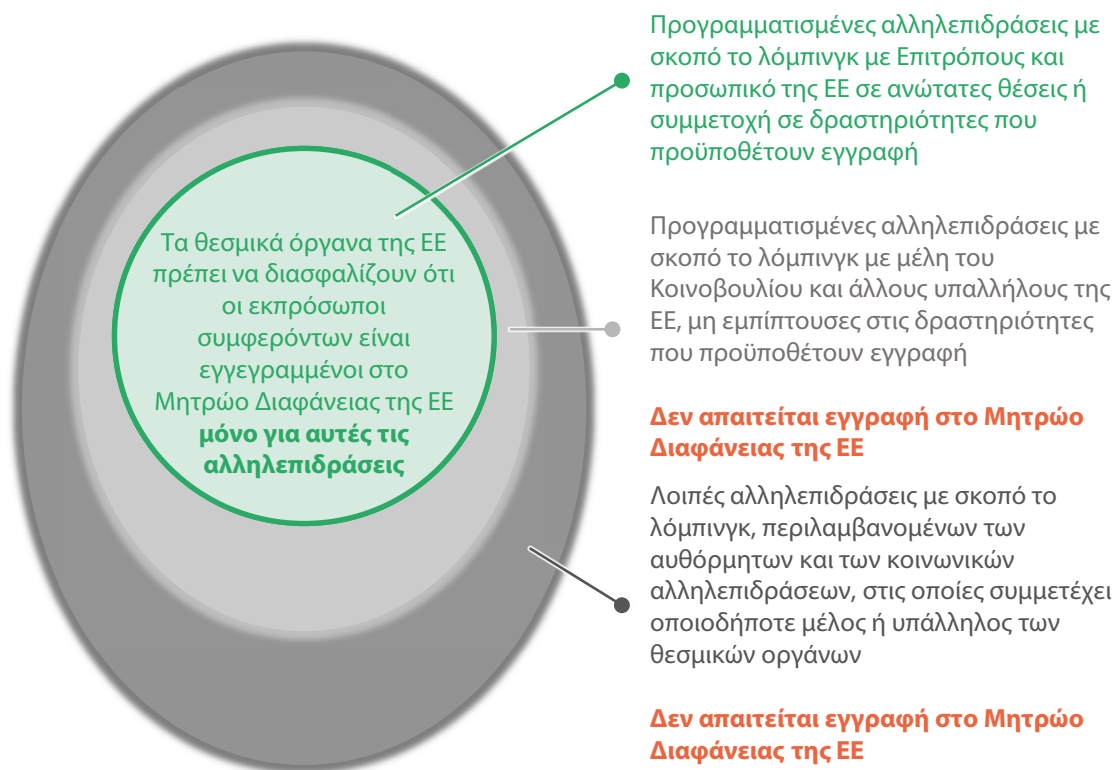 Προγραμματισμένες αλληλεπιδράσεις με
σκοπό το λόμπινγκ με Επιτρόπους και
προσωπικό της ΕΕ σε ανώτατες θέσεις ή
συμμετοχή σε δραστηριότητες που
προϋποθέτουν εγγραφή
Τα θεσμικά όργανα της ΕΕ
πρέπει να διασφαλίζουν ότι
οι εκπρόσωποι
συμφερόντων είναι
εγγεγραμμένοι στο
Μητρώο Διαφάνειας της ΕΕ
μόνο για αυτές τις
αλληλεπιδράσεις
Προγραμματισμένες αλληλεπιδράσεις με
σκοπό το λόμπινγκ με μέλη του
Κοινοβουλίου και άλλους υπαλλήλους της
ΕΕ, μη εμπίπτουσες στις δραστηριότητες
που προϋποθέτουν εγγραφή
Δεν απαιτείται εγγραφή στο Μητρώο
Διαφάνειας της ΕΕ
Λοιπές αλληλεπιδράσεις με σκοπό το
λόμπινγκ, περιλαμβανομένων των
αυθόρμητων και των κοινωνικών
αλληλεπιδράσεων, στις οποίες συμμετέχει
οποιοδήποτε μέλος ή υπάλληλος των
θεσμικών οργάνων
Δεν απαιτείται εγγραφή στο Μητρώο
Διαφάνειας της ΕΕ